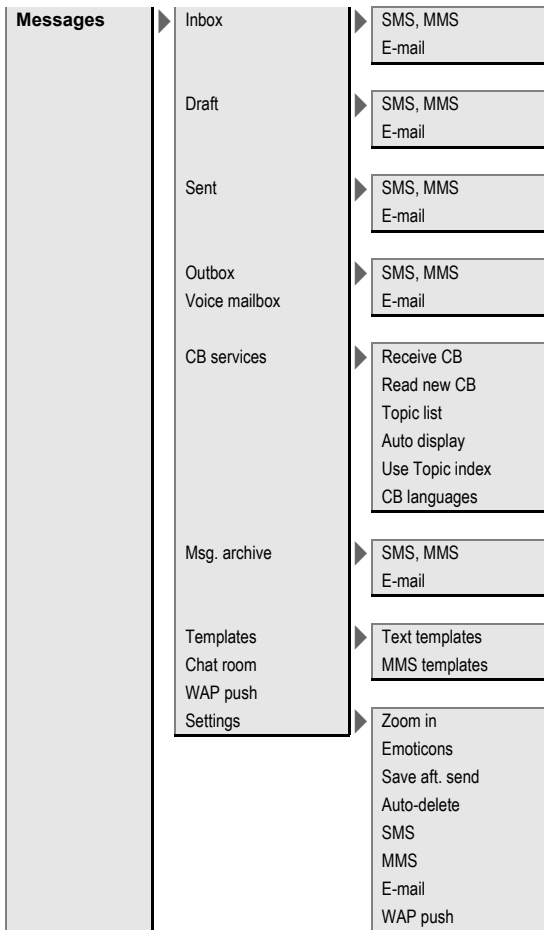 Messages
Inbox
SMS, MMS
E-mail
Draft
SMS, MMS
E-mail
Sent
SMS, MMS
E-mail
Outbox
SMS, MMS
Voice mailbox
E-mail
CB services
Receive CB
Read new CB
Topic list
Auto display
Use Topic index
CB languages
Msg. archive
SMS, MMS
E-mail
Templates
Text templates
Chat room
MMS templates
WAP push
Settings
Zoom in
Emoticons
Save aft. send
Auto-delete
SMS
MMS
E-mail
WAP push